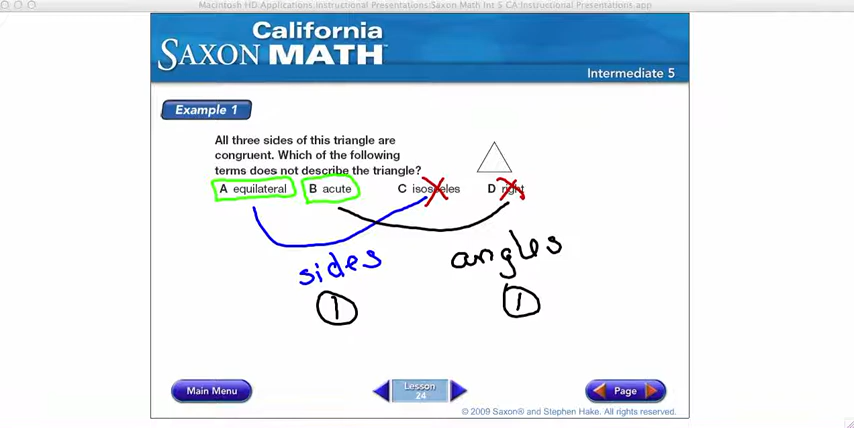 Macintosh HD:Applications:Instructional Presentations:Saxon Math Int 5 CA:Instructional Presentations.app
California
SAXON MATH
Intermediate 5
Example 1
All three sides of this triangle are
congruent. Which of the following
terms does not describe the triangle?
A equilateral B acute C isosceles D right
sides angles
1 1
Main Menu
Lesson
24
Page
© 2009 Saxon® and Stephen Hake. All rights reserved.